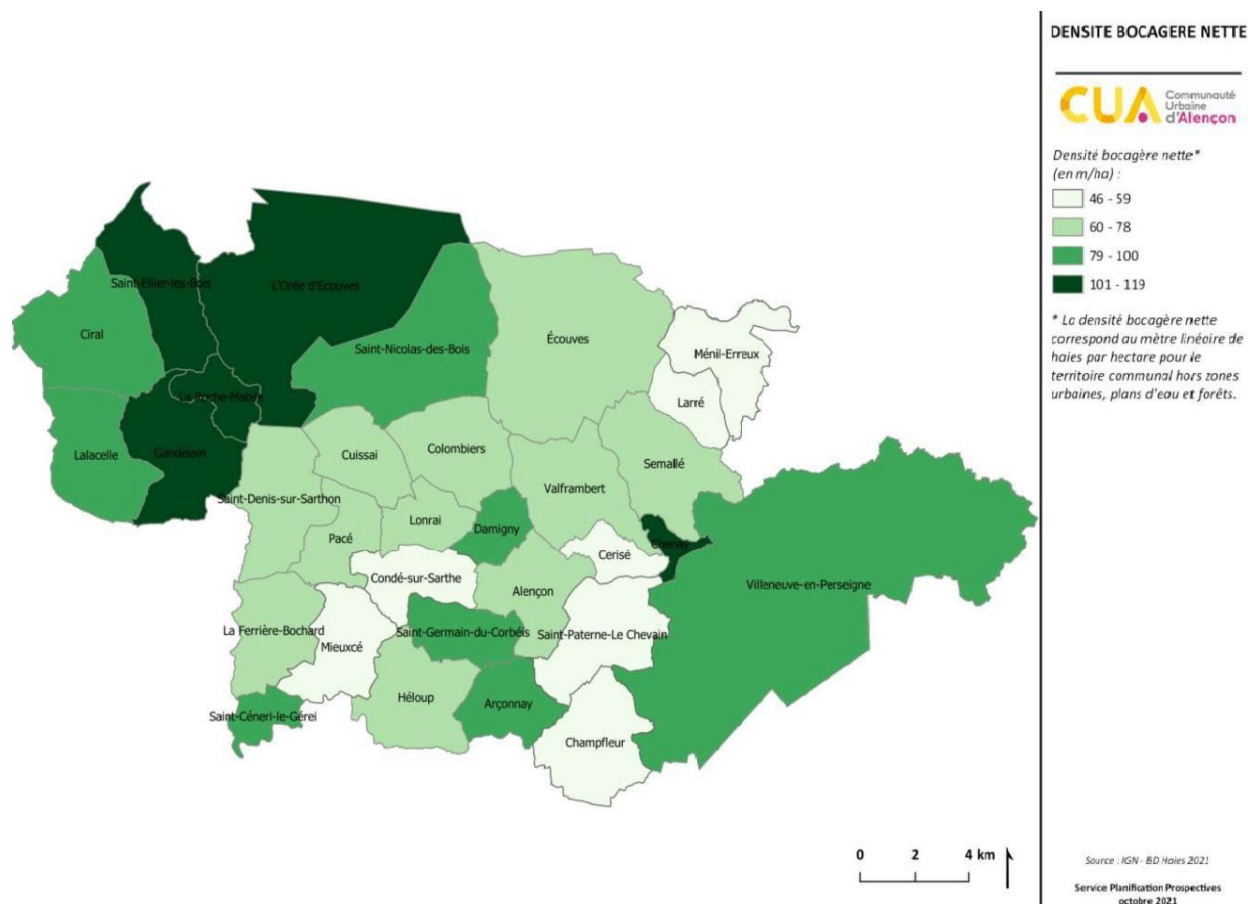 DENSITE BOCAGERE NETTE
CUA
Communauté
Urbaine
d'Alençon
Densité bocagère nette*
(en m/ha) :
46 - 59
60 - 78
79 - 100
101 - 119
* La densité bocagère nette
correspond au mètre linéaire de
haies par hectare pour le
territoire communal hors zones
urbaines, plans d'eau et forêts.
Saint-Ellier-les-Bois
L'Orée d'Ecouves
Ciral
Saint-Nicolas-des-Bois
Écouves
Ménil-Erreux
La Roche-Mabile
Larré
Lalacelle
Gandelain
Cuissai
Colombiers
Semallé
Saint-Denis-sur-Sarthon
Valframbert
Lonrai
Damigny
Pacé
Cerisé
Chenay
Condé-sur-Sarthe
Villeneuve-en-Perseigne
Alençon
La Ferrière-Bochard
Saint-Germain-du-Corbéis
Saint-Paterne-Le Chevain
Mieuxcé
Héloup
Arçonnay
Saint-Céneri-le-Gérei
Champfleur
0 2 4 km
Source : IGN - BD Haies 2021
Service Planification Prospectives
octobre 2021